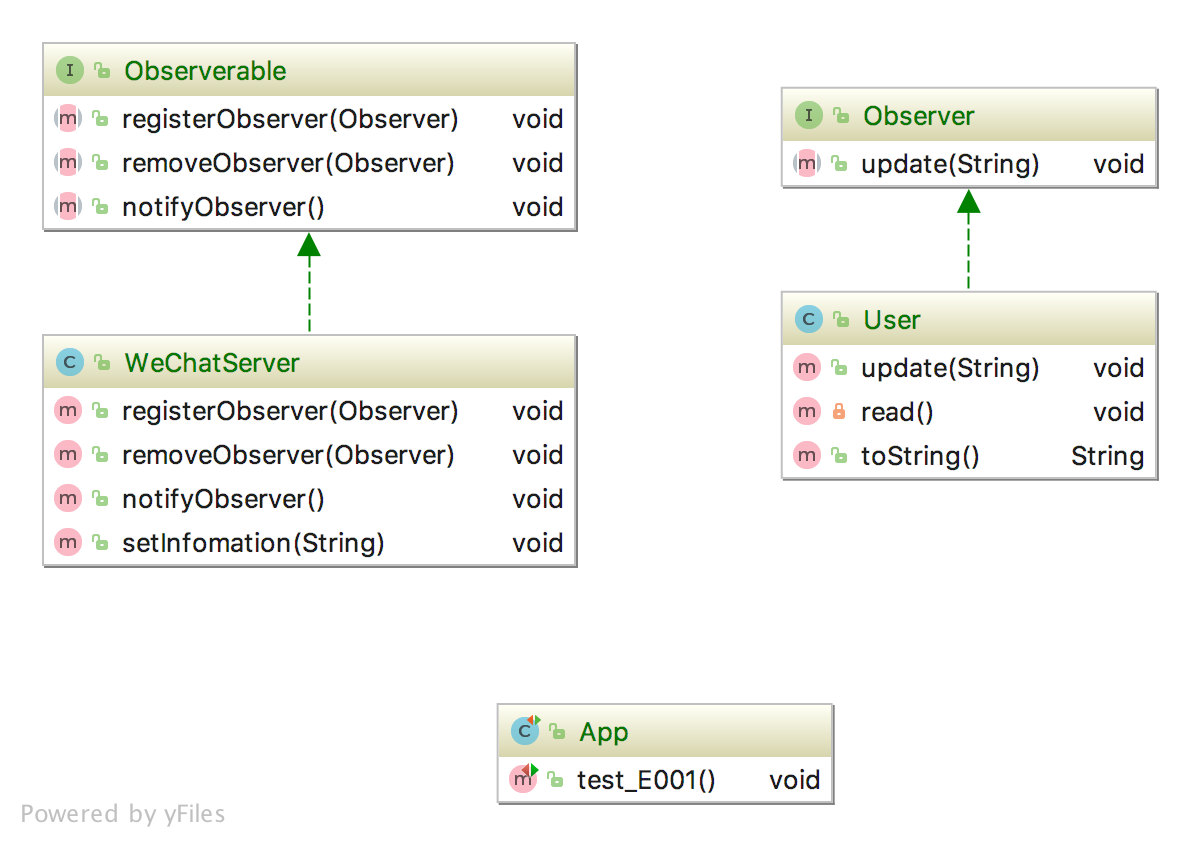 I Observerable
m registerObserver(Observer) void
m removeObserver(Observer) void
m notifyObserver() void
I Observer
m update(String) void
C WeChatServer
m registerObserver(Observer) void
m removeObserver(Observer) void
m notifyObserver() void
m setInfomation(String) void
C User
m update(String) void
m read() void
m toString() String
C App
m test_E001() void
Powered by yFiles